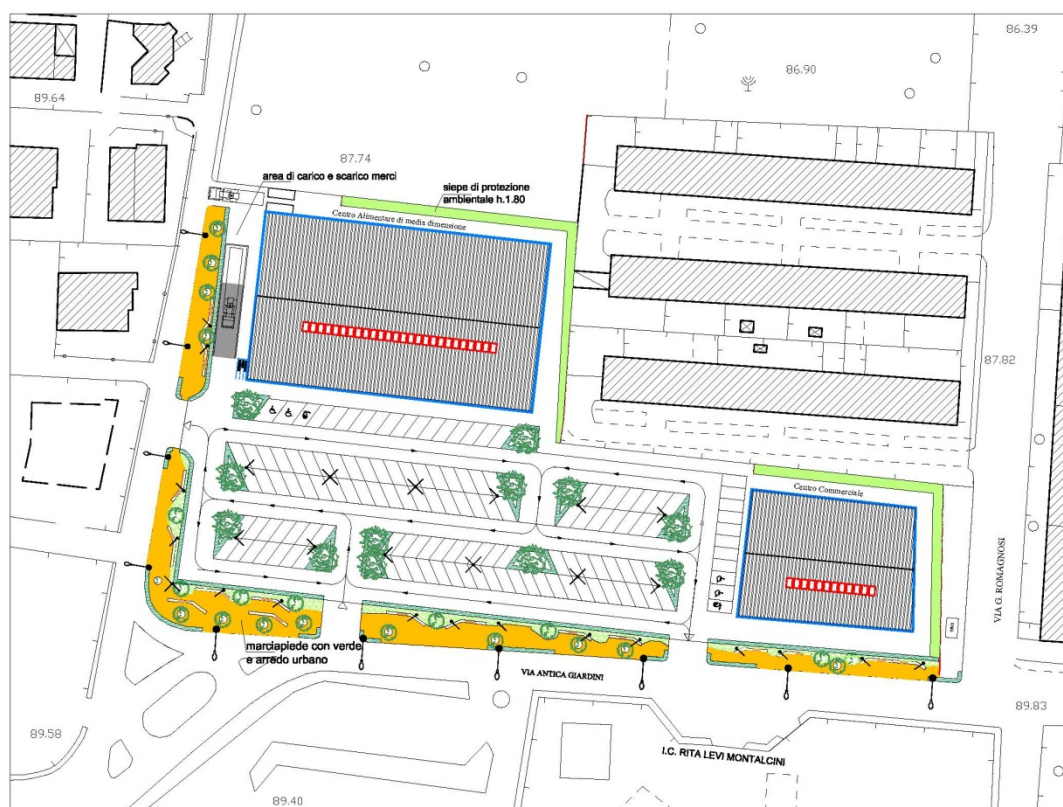 86.39
86.90
89.64
87.74
area di carico e scarico merci
siepe di protezione
ambientale h.1.80
Centro Alimentare di media dimensione
87.82
Centro Commerciale
VIA G. ROMAGNOSI
marciapiede con verde
e arredo urbano
VIA ANTICA GIARDINI
89.83
89.58
I.C. RITA LEVI MONTALCINI
89.40